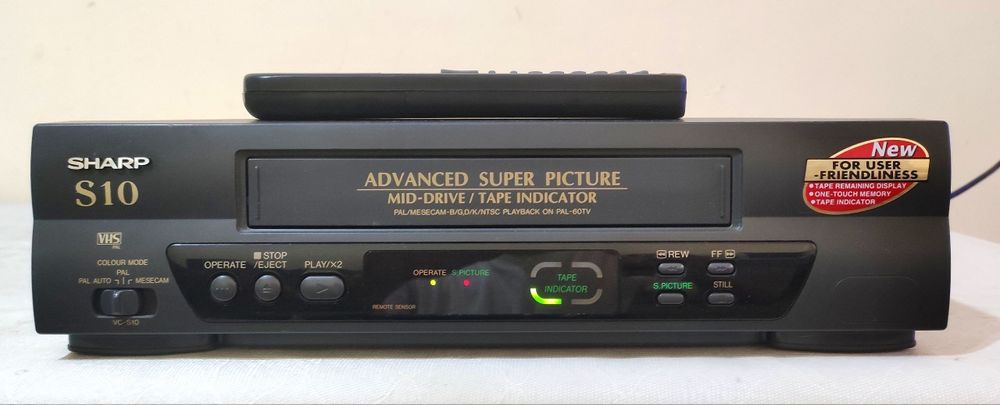 SHARP
S10
VHS
PAL
COLOUR MODE
PAL
PAL AUTO MESECAM
VC-S10
ADVANCED SUPER PICTURE
MID-DRIVE / TAPE INDICATOR
PAL/MESECAM-B/G,D/K/NTSC PLAYBACK ON PAL-60TV
New
FOR USER
-FRIENDLINESS
• TAPE REMAINING DISPLAY
• ONE-TOUCH MEMORY
• TAPE INDICATOR
OPERATE
STOP
/EJECT
PLAY/×2
OPERATE S.PICTURE
REMOTE SENSOR
TAPE
INDICATOR
REW
FF
S.PICTURE
STILL